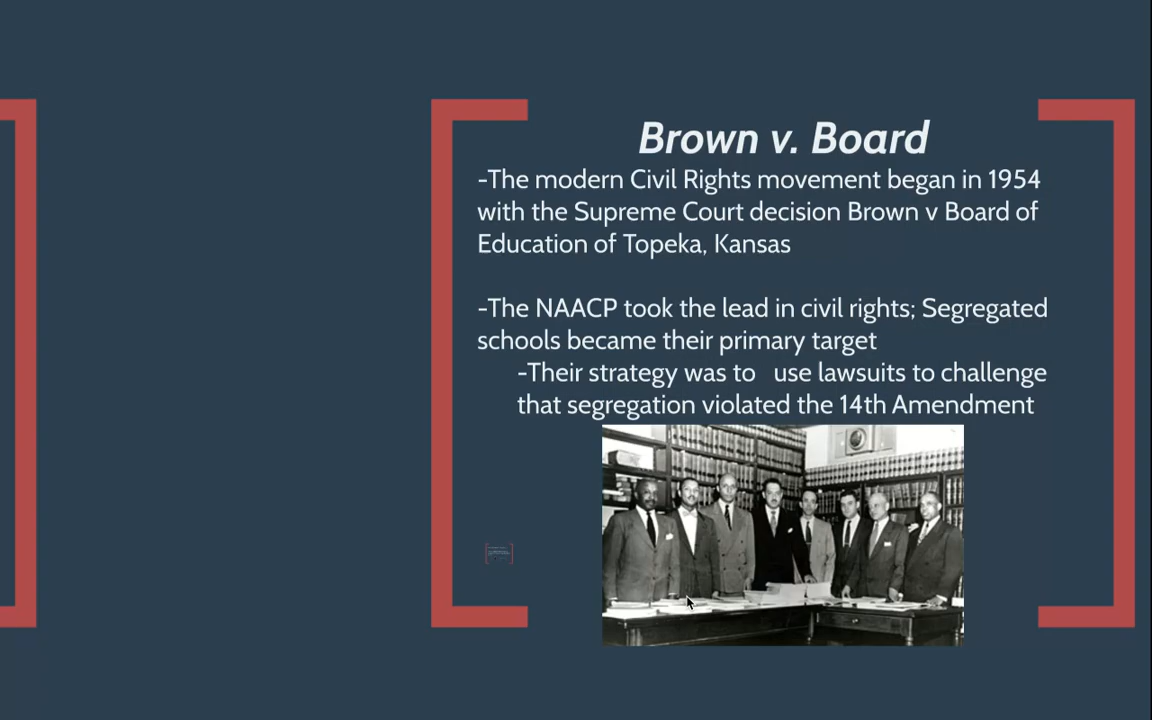 Brown v. Board
-The modern Civil Rights movement began in 1954
with the Supreme Court decision Brown v Board of
Education of Topeka, Kansas
-The NAACP took the lead in civil rights; Segregated
schools became their primary target
-Their strategy was to   use lawsuits to challenge
that segregation violated the 14th Amendment